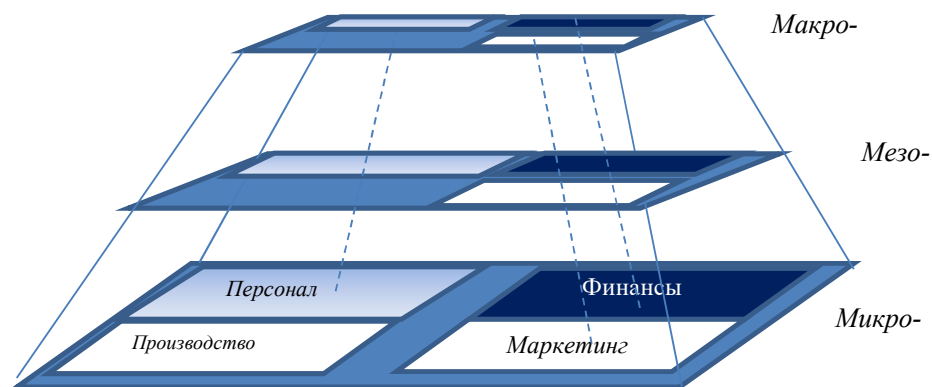 Макро-
Мезо-
Персонал
Финансы
Микро-
Производство
Маркетинг